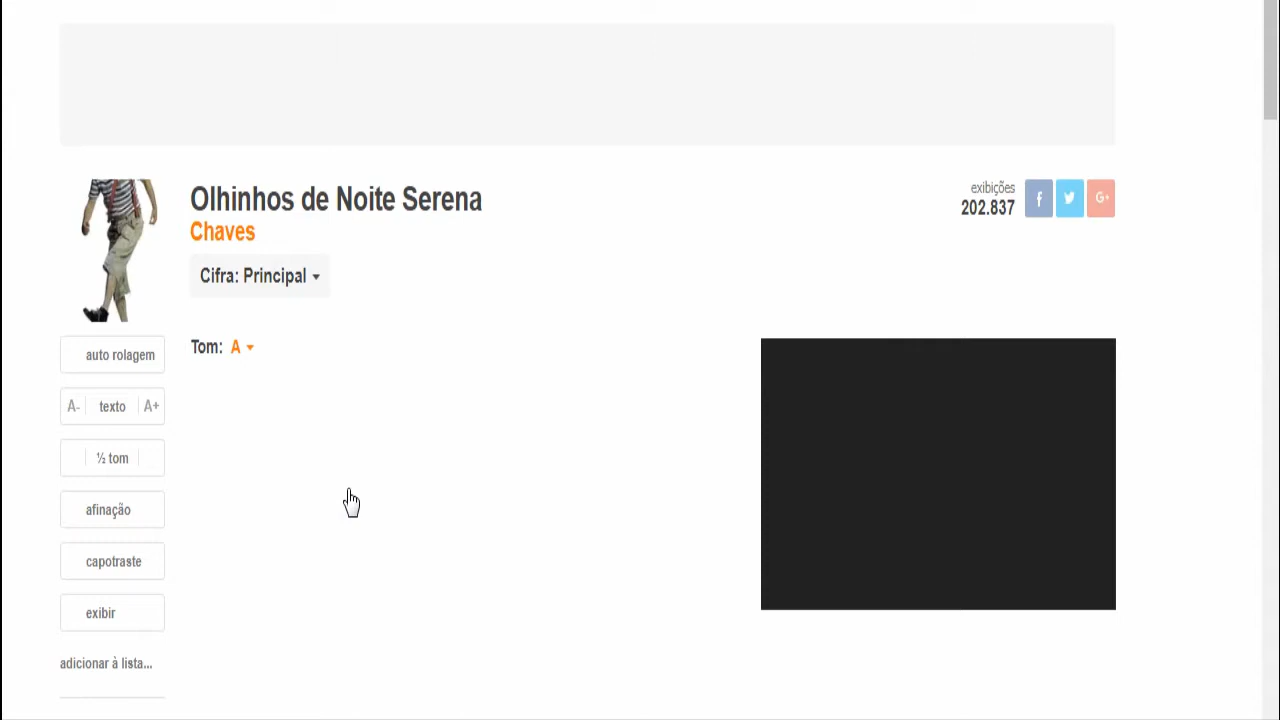 Olhinhos de Noite Serena
Chaves
Cifra: Principal
exibições
202.837
f
G+
Tom: A
auto rolagem
A- texto A+
½ tom
afinação
capotraste
exibir
adicionar à lista...